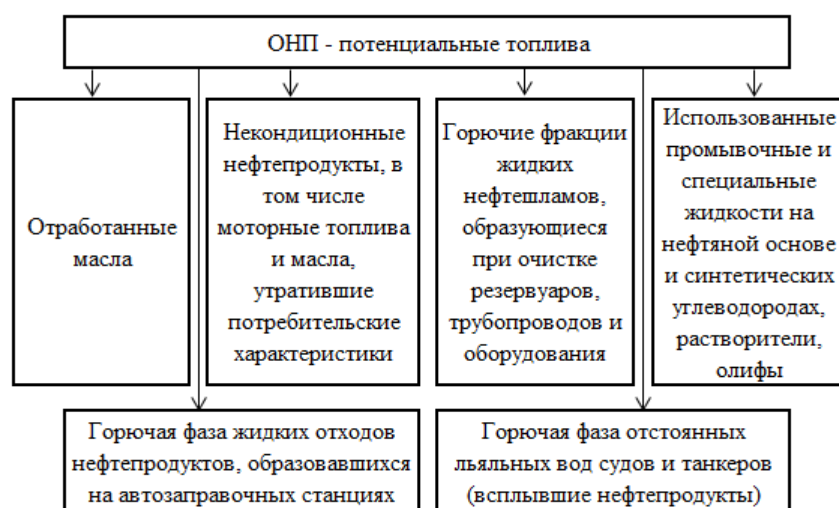 ОНП - потенциальные топлива
Отработанные
масла
Некондиционные
нефтепродукты, в
том числе
моторные топлива
и масла,
утратившие
потребительские
характеристики
Горючие фракции
жидких
нефтешламов,
образующиеся
при очистке
резервуаров,
трубопроводов и
оборудования
Использованные
промывочные и
специальные
жидкости на
нефтяной основе
и синтетических
углеводородах,
растворители,
олифы
Горючая фаза жидких отходов
нефтепродуктов, образовавшихся
на автозаправочных станциях
Горючая фаза отстоянных
льяльных вод судов и танкеров
(всплывшие нефтепродукты)